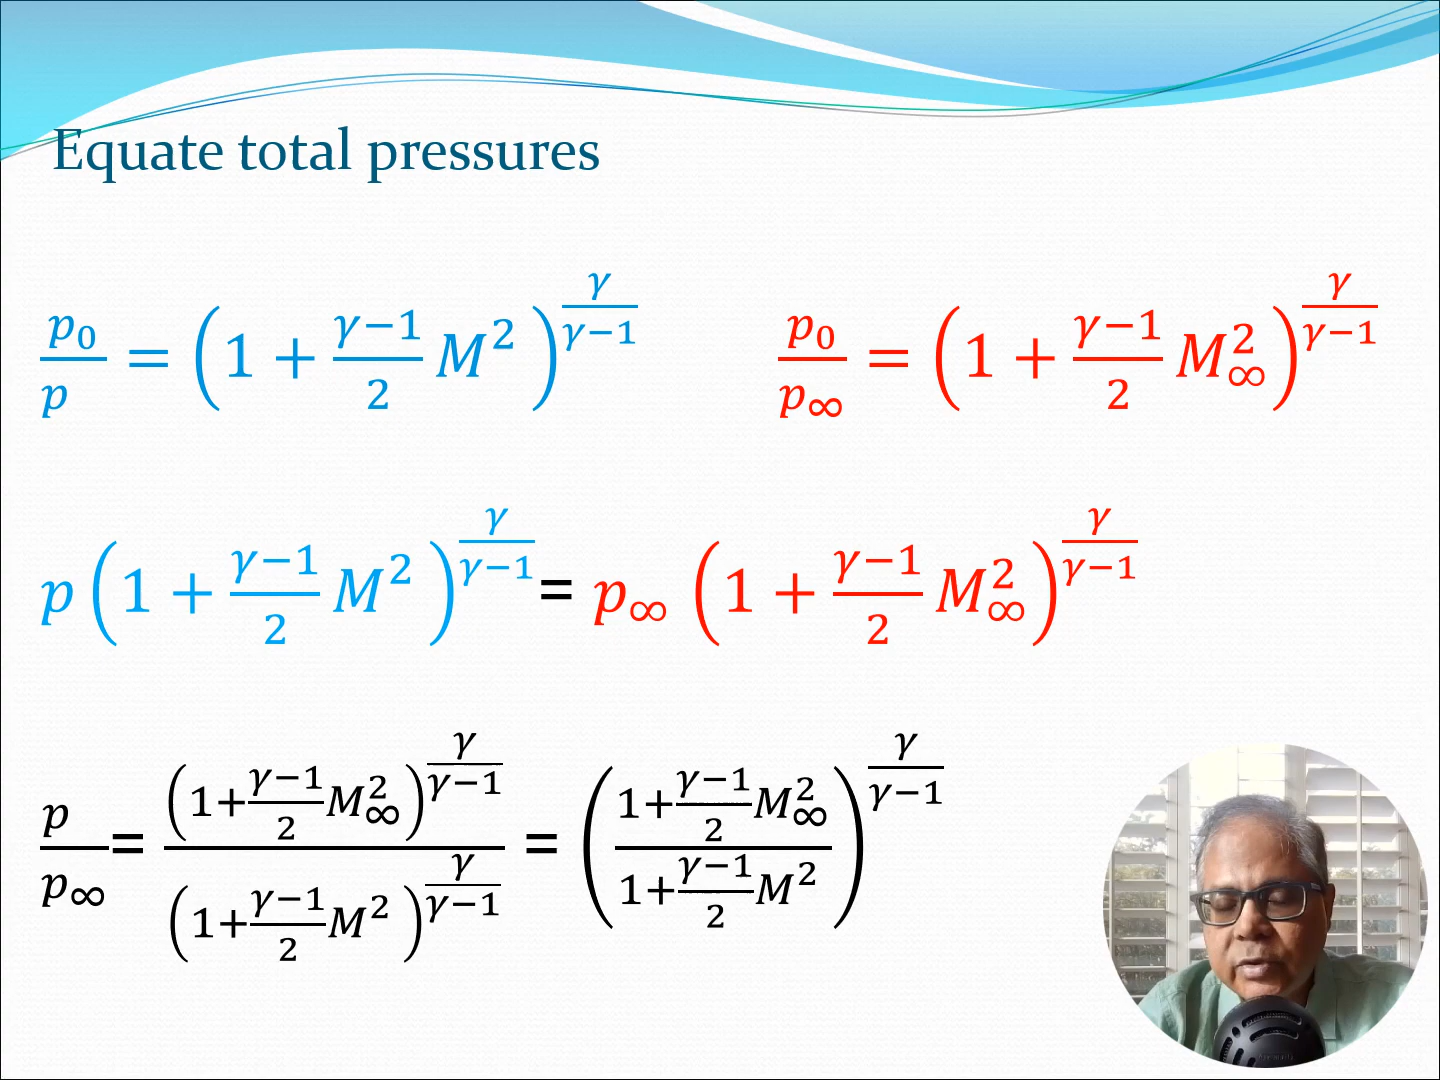 Equate total pressures
p₀/p = (1 + (γ−1)/2 M²)^(γ/(γ−1))    p₀/p∞ = (1 + (γ−1)/2 M∞²)^(γ/(γ−1))
p (1 + (γ−1)/2 M²)^(γ/(γ−1)) = p∞ (1 + (γ−1)/2 M∞²)^(γ/(γ−1))
p/p∞ = (1+(γ−1)/2 M∞²)^(γ/(γ−1)) / (1+(γ−1)/2 M²)^(γ/(γ−1)) = ((1+(γ−1)/2 M∞²)/(1+(γ−1)/2 M²))^(γ/(γ−1))